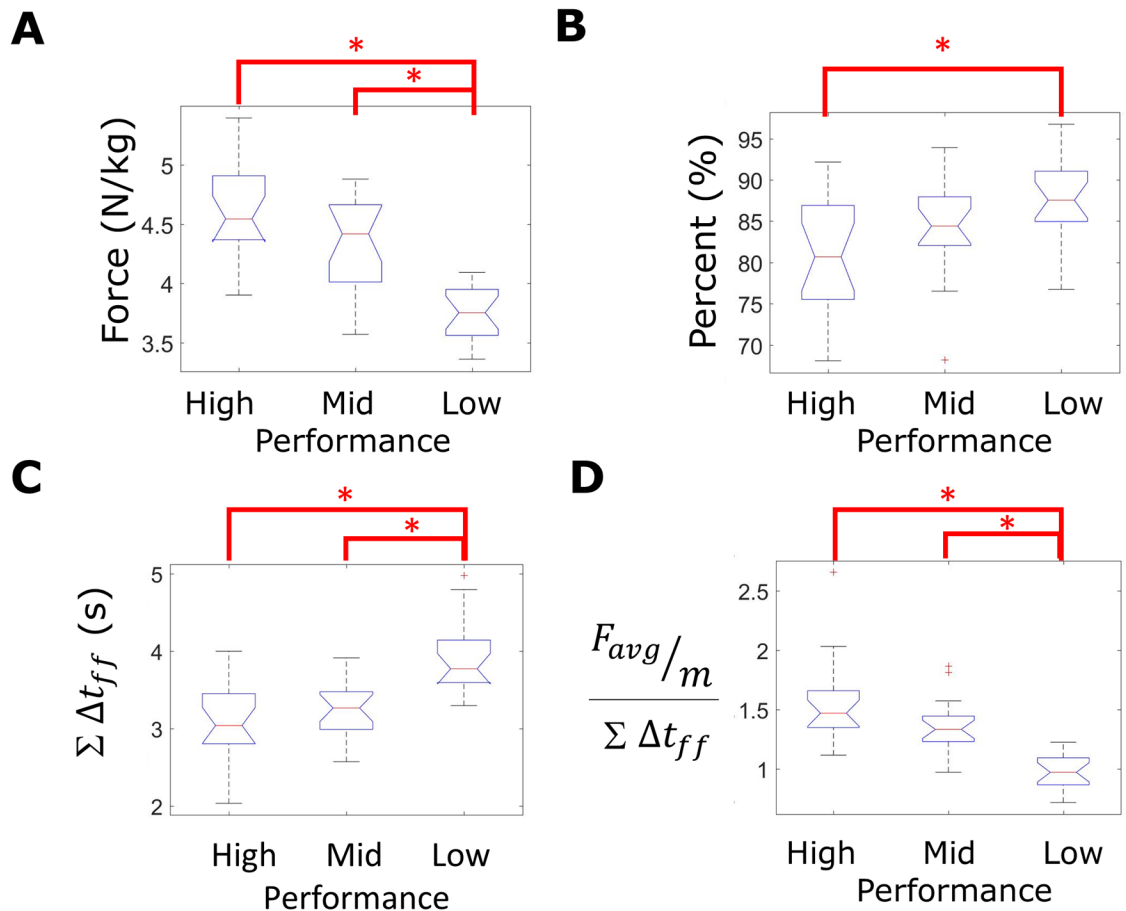 A
*
*
Force (N/kg)
5
4.5
4
3.5
High Mid Low
Performance
B
*
Percent (%)
95
90
85
80
75
70
High Mid Low
Performance
C
*
*
Σ Δt_ff (s)
5
4
3
2
High Mid Low
Performance
D
*
*
F_avg/m
Σ Δt_ff
2.5
2
1.5
1
High Mid Low
Performance